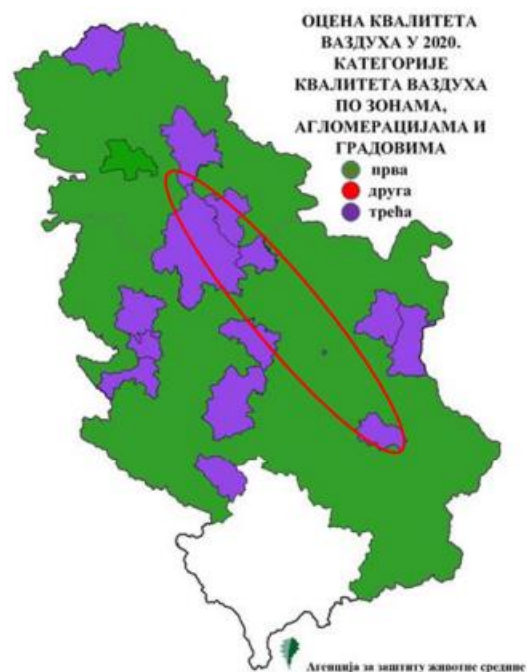 ОЦЕНА КВАЛИТЕТА
ВАЗДУХА У 2020.
КАТЕГОРИЈЕ
КВАЛИТЕТА ВАЗДУХА
ПО ЗОНАМА,
АГЛОМЕРАЦИЈАМА И
ГРАДОВИМА
прва
друга
трећа
Агенција за заштиту животне средине